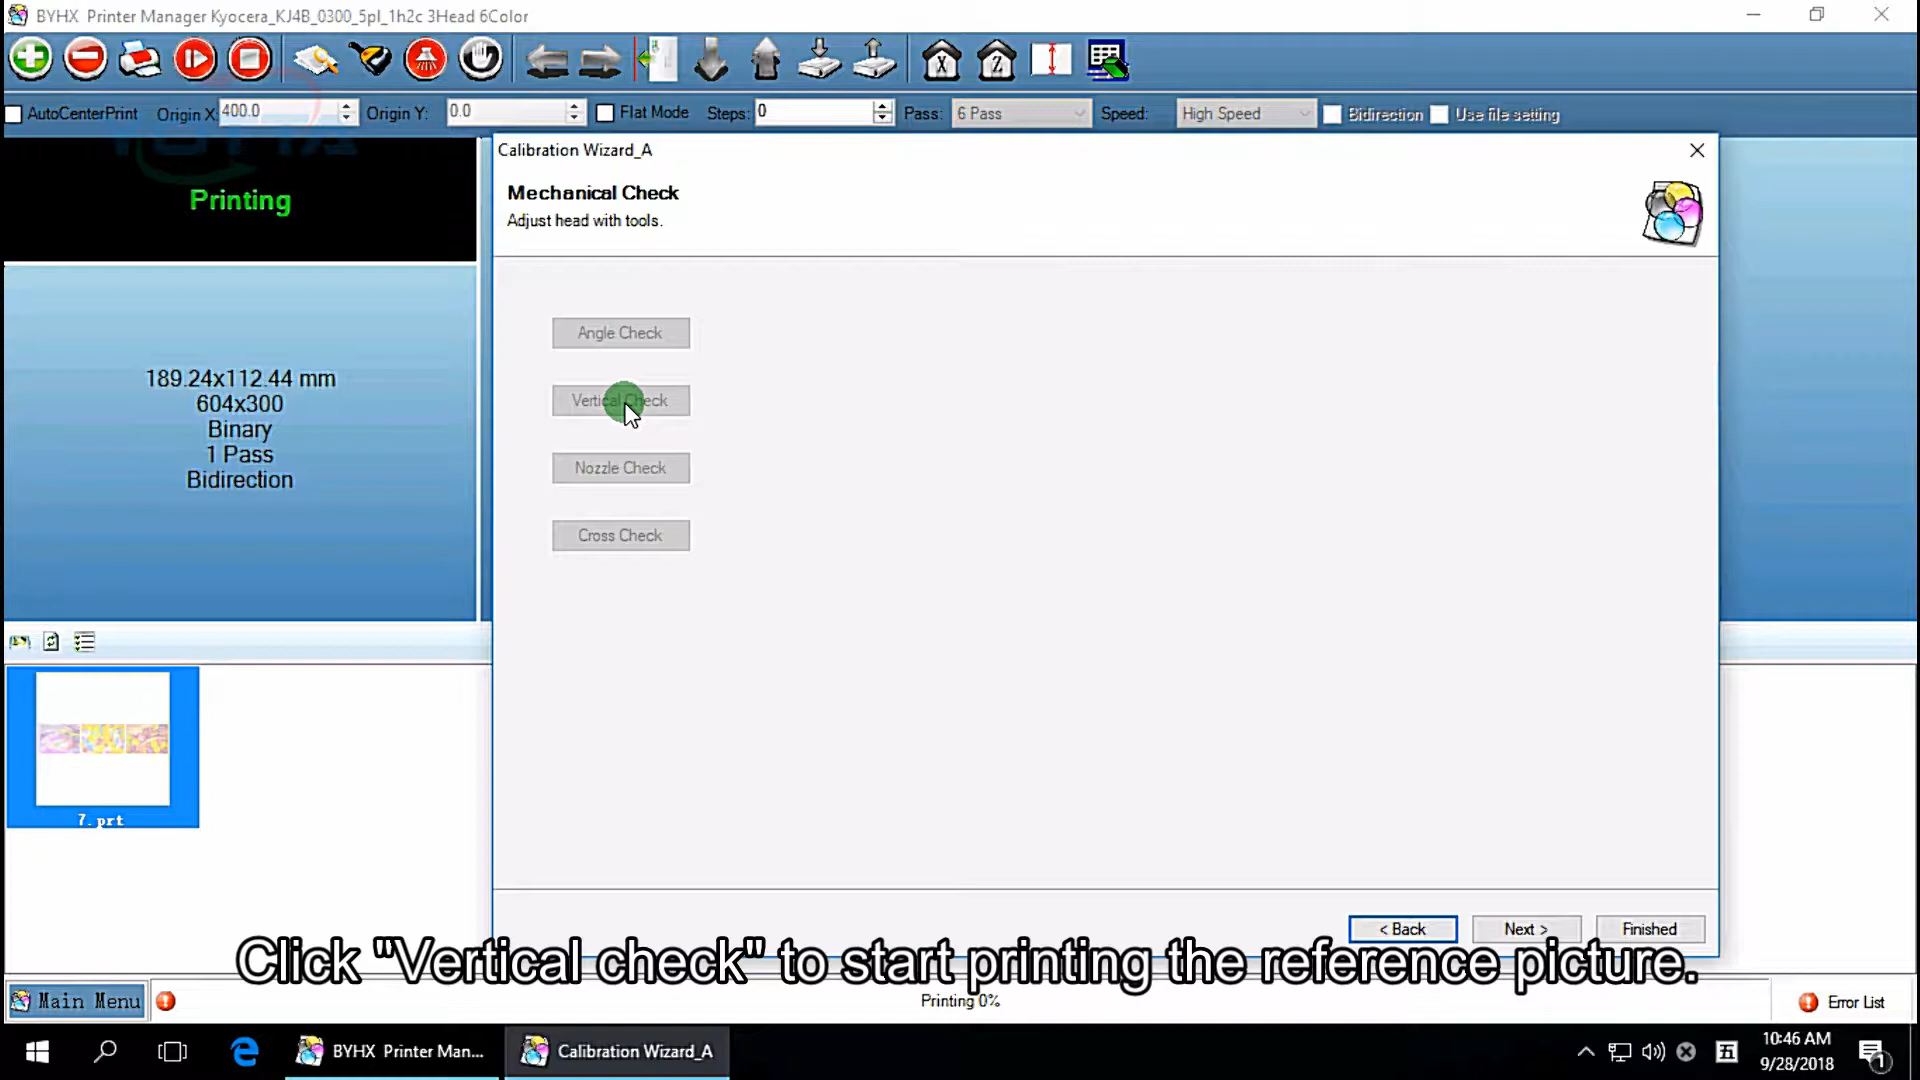 BYHX Printer Manager Kyocera_KJ4B_0300_5pl_1h2c 3Head 6Color
AutoCenterPrint Origin X 400.0 Origin Y: 0.0 Flat Mode Steps: 0 Pass: 6 Pass Speed: High Speed Bidirection Use file setting
Printing
Calibration Wizard_A
Mechanical Check
Adjust head with tools.
189.24x112.44 mm
604x300
Binary
1 Pass
Bidirection
Angle Check
Vertical Check
Nozzle Check
Cross Check
7.prt
< Back Next > Finished
Click "Vertical check" to start printing the reference picture.
Main Menu Printing 0% Error List
BYHX Printer Man... Calibration Wizard_A 五 10:46 AM
9/28/2018 1